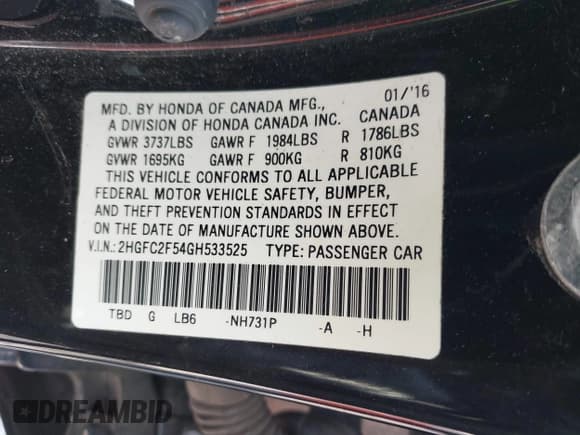 01/'16
MFD. BY HONDA OF CANADA MFG.,
A DIVISION OF HONDA CANADA INC. CANADA
GVWR 3737LBS GAWR F 1984LBS R 1786LBS
GVWR 1695KG GAWR F 900KG R 810KG
THIS VEHICLE CONFORMS TO ALL APPLICABLE
FEDERAL MOTOR VEHICLE SAFETY, BUMPER,
AND THEFT PREVENTION STANDARDS IN EFFECT
ON THE DATE OF MANUFACTURE SHOWN ABOVE.
V.I.N.: 2HGFC2F54GH533525 TYPE: PASSENGER CAR
TBD G LB6 -NH731P -A -H
DREAMBID